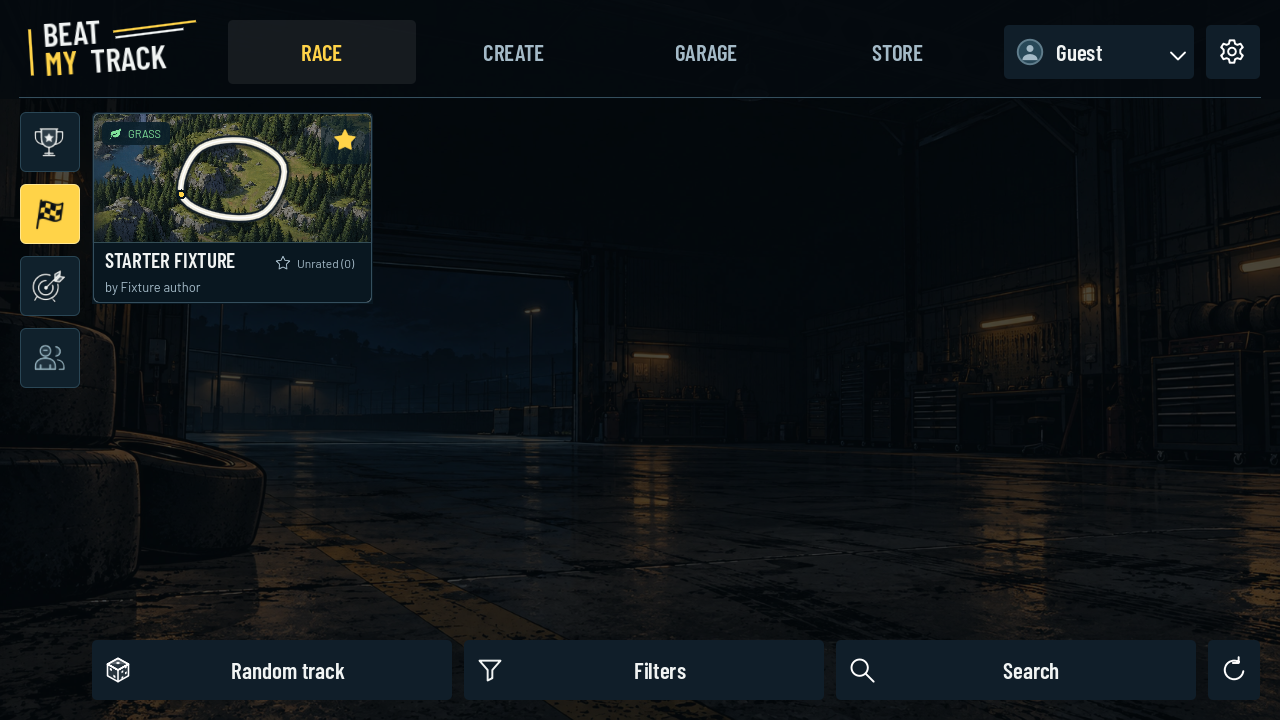 BEAT
MY TRACK
RACE
CREATE
GARAGE
STORE
Guest
GRASS
STARTER FIXTURE
Unrated (0)
by Fixture author
Random track
Filters
Search